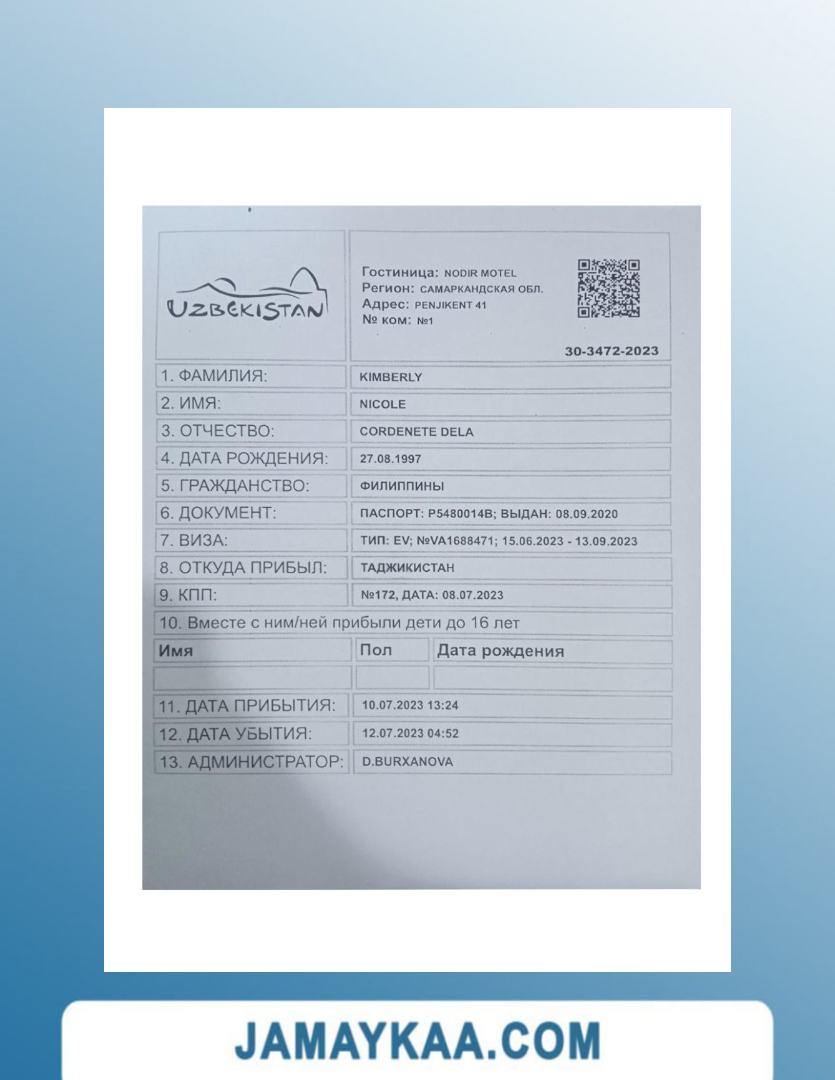 UZBEKISTAN
Гостиница: NODIR MOTEL
Регион: САМАРКАНДСКАЯ ОБЛ.
Адрес: PENJIKENT 41
№ ком: №1
30-3472-2023
1. ФАМИЛИЯ: KIMBERLY
2. ИМЯ: NICOLE
3. ОТЧЕСТВО: CORDENETE DELA
4. ДАТА РОЖДЕНИЯ: 27.08.1997
5. ГРАЖДАНСТВО: ФИЛИППИНЫ
6. ДОКУМЕНТ: ПАСПОРТ: P5480014B; ВЫДАН: 08.09.2020
7. ВИЗА: ТИП: EV; №VA1688471; 15.06.2023 - 13.09.2023
8. ОТКУДА ПРИБЫЛ: ТАДЖИКИСТАН
9. КПП: №172, ДАТА: 08.07.2023
10. Вместе с ним/ней прибыли дети до 16 лет
Имя Пол Дата рождения
11. ДАТА ПРИБЫТИЯ: 10.07.2023 13:24
12. ДАТА УБЫТИЯ: 12.07.2023 04:52
13. АДМИНИСТРАТОР: D.BURXANOVA
JAMAYKAA.COM